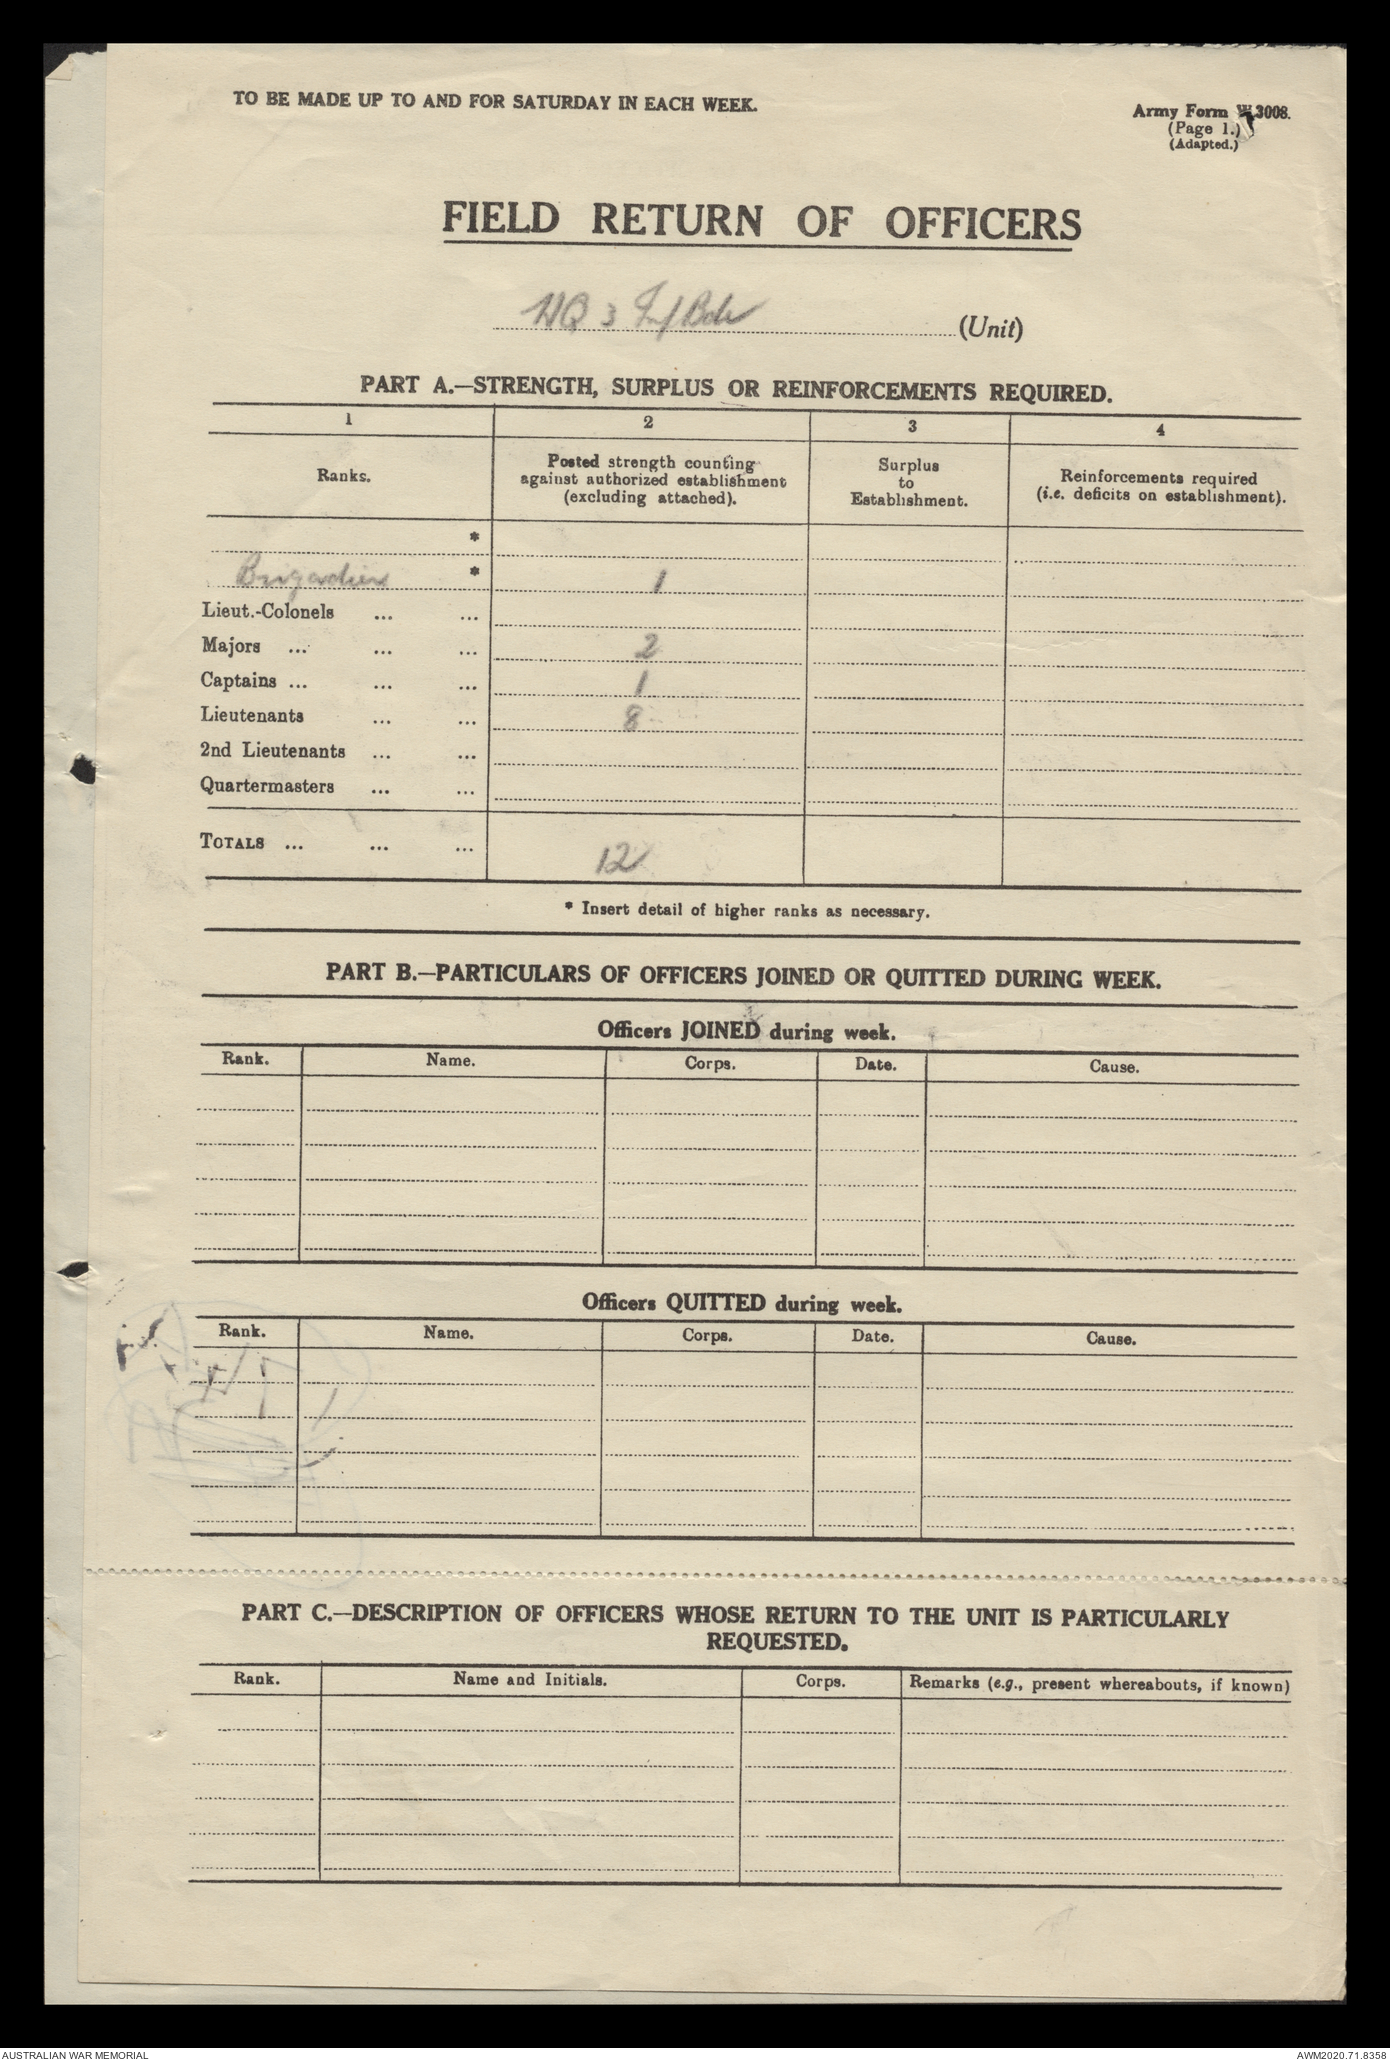 TO BE MADE UP TO AND FOR SATURDAY IN EACH WEEK.
Army Form W.3008.
(Page 1.)
(Adapted.)
FIELD RETURN OF OFFICERS
HQ 3 Inf Bde (Unit)
PART A.—STRENGTH, SURPLUS OR REINFORCEMENTS REQUIRED.
1 2 3 4
Ranks.
Posted strength counting
against authorized establishment
(excluding attached).
Surplus
to
Establishment.
Reinforcements required
(i.e. deficits on establishment).
*
Brigadier * 1
Lieut.-Colonels ... ...
Majors ... ... ... 2
Captains ... ... ... 1
Lieutenants ... ... 8
2nd Lieutenants ... ...
Quartermasters ... ...
TOTALS ... ... ... 12
* Insert detail of higher ranks as necessary.
PART B.—PARTICULARS OF OFFICERS JOINED OR QUITTED DURING WEEK.
Officers JOINED during week.
Rank. Name. Corps. Date. Cause.
Officers QUITTED during week.
Rank. Name. Corps. Date. Cause.
PART C.—DESCRIPTION OF OFFICERS WHOSE RETURN TO THE UNIT IS PARTICULARLY
REQUESTED.
Rank. Name and Initials. Corps. Remarks (e.g., present whereabouts, if known)
AUSTRALIAN WAR MEMORIAL
AWM2020.71.8358